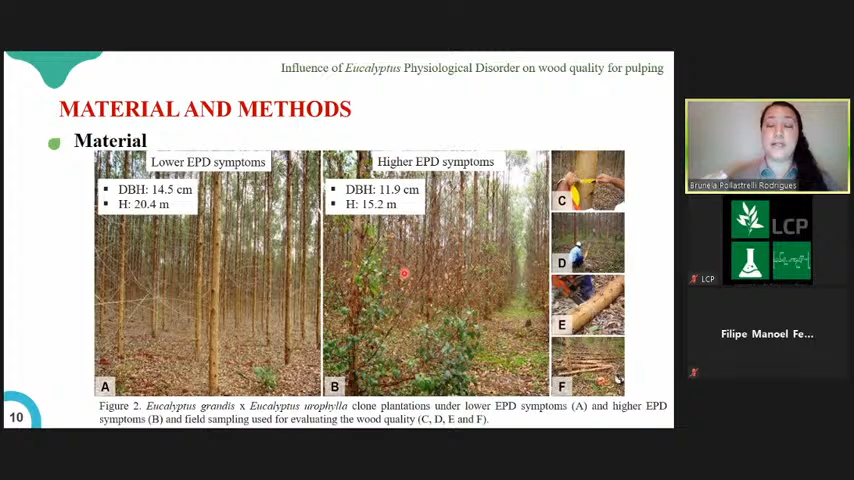 Influence of Eucalyptus Physiological Disorder on wood quality for pulping
MATERIAL AND METHODS
Material
Lower EPD symptoms
DBH: 14.5 cm
H: 20.4 m
Higher EPD symptoms
DBH: 11.9 cm
H: 15.2 m
A
B
C
D
E
F
Figure 2. Eucalyptus grandis x Eucalyptus urophylla clone plantations under lower EPD symptoms (A) and higher EPD
symptoms (B) and field sampling used for evaluating the wood quality (C, D, E and F).
10
Brunela Pollastrelli Rodrigues
LCP
LCP
Filipe Manoel Fe...